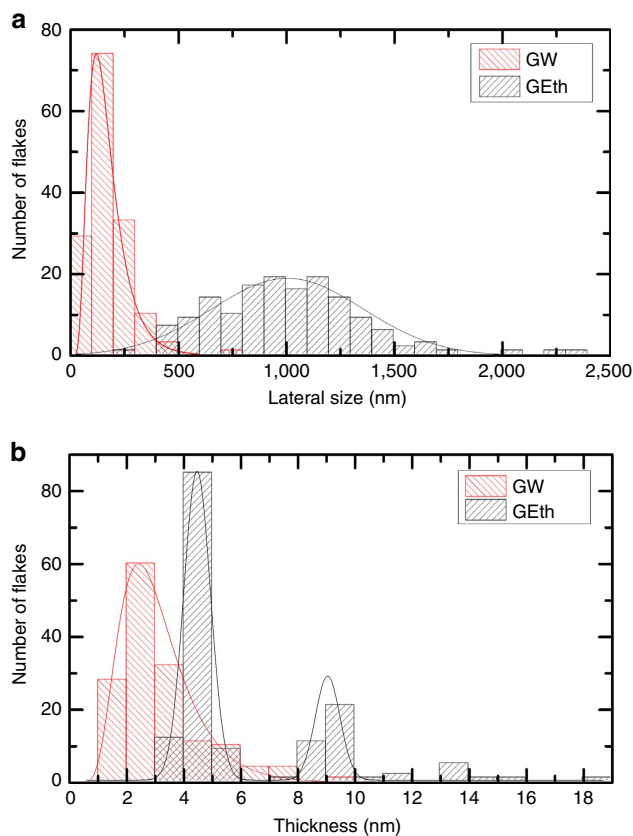 a
80
60
40
20
0
Number of flakes
GW
GEth
0 500 1,000 1,500 2,000 2,500
Lateral size (nm)
b
80
60
40
20
0
Number of flakes
GW
GEth
0 2 4 6 8 10 12 14 16 18
Thickness (nm)